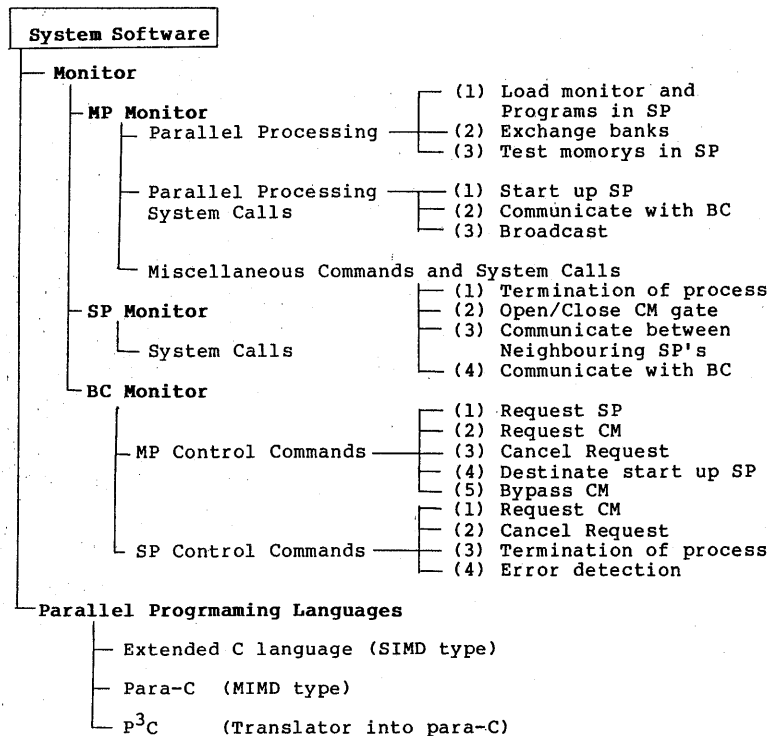 System Software
Monitor
MP Monitor
Parallel Processing
(1) Load monitor and
Programs in SP
(2) Exchange banks
(3) Test momorys in SP
Parallel Processing
System Calls
(1) Start up SP
(2) Communicate with BC
(3) Broadcast
Miscellaneous Commands and System Calls
SP Monitor
System Calls
(1) Termination of process
(2) Open/Close CM gate
(3) Communicate between
Neighbouring SP's
(4) Communicate with BC
BC Monitor
MP Control Commands
(1) Request SP
(2) Request CM
(3) Cancel Request
(4) Destinate start up SP
(5) Bypass CM
SP Control Commands
(1) Request CM
(2) Cancel Request
(3) Termination of process
(4) Error detection
Parallel Progrmaming Languages
Extended C language (SIMD type)
Para-C (MIMD type)
P³C (Translator into para-C)